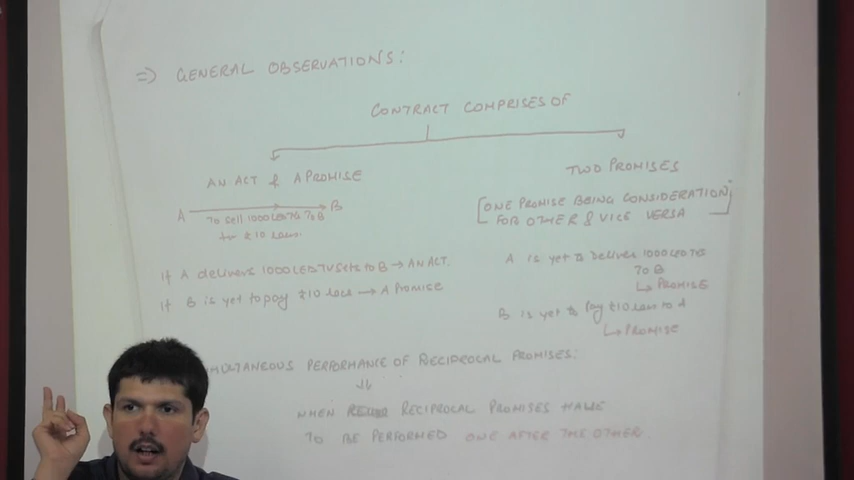 => GENERAL OBSERVATIONS:
CONTRACT COMPRISES OF
AN ACT & A PROMISE
A B
TO SELL 1000 LED TVs TO B
for ₹10 Lacs
If A delivers 1000 LED TV sets to B → AN ACT.
If B is yet to pay ₹10 lacs → A PROMISE
TWO PROMISES
[ONE PROMISE BEING CONSIDERATION
FOR OTHER & VICE VERSA]
A is yet to deliver 1000 LED TVs
TO B
↳ PROMISE
B is yet to Pay ₹10 Lacs to A
↳ PROMISE
MULTANEOUS PERFORMANCE OF RECIPROCAL PROMISES:
WHEN RECIPROCAL PROMISES HAVE
TO BE PERFORMED ONE AFTER THE OTHER.